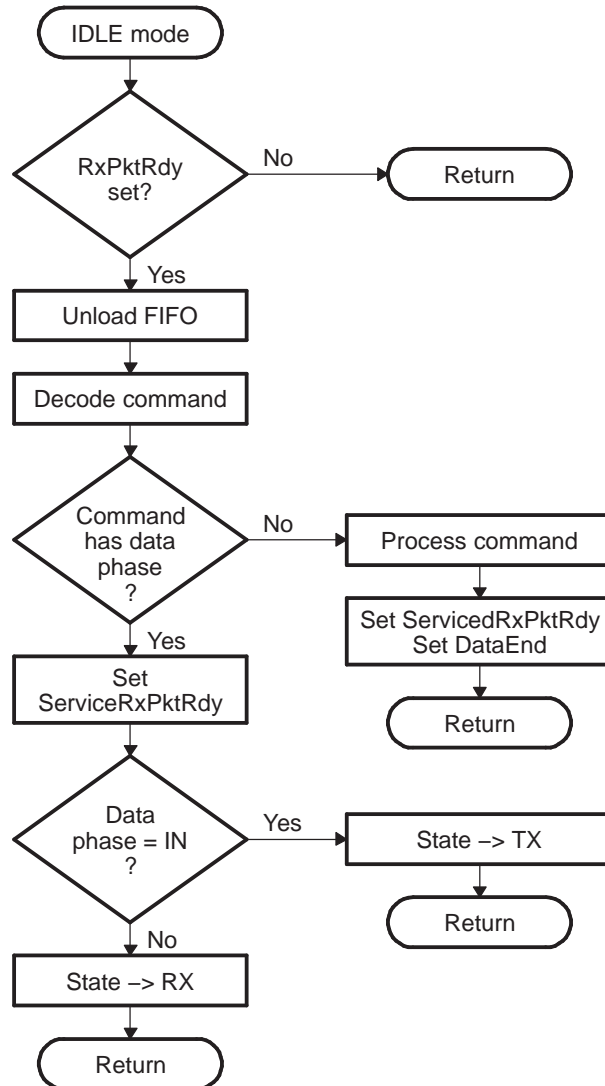 IDLE mode
RxPktRdy
set?
No
Return
Yes
Unload FIFO
Decode command
Command
has data
phase
?
No
Process command
Set ServicedRxPktRdy
Set DataEnd
Return
Yes
Set
ServiceRxPktRdy
Data
phase = IN
?
Yes
State −> TX
Return
No
State −> RX
Return